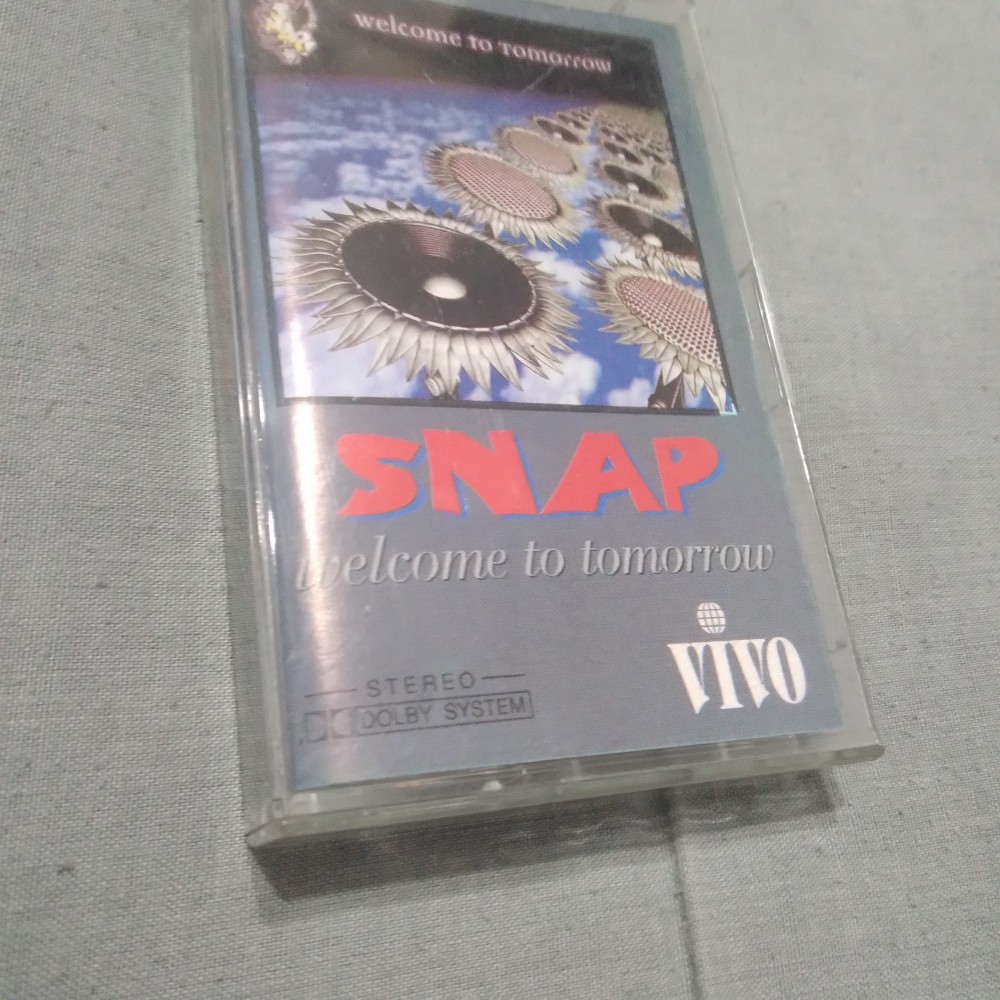 welcome to Tomorrow
SNAP
welcome to tomorrow
VIVO
STEREO
DOLBY SYSTEM